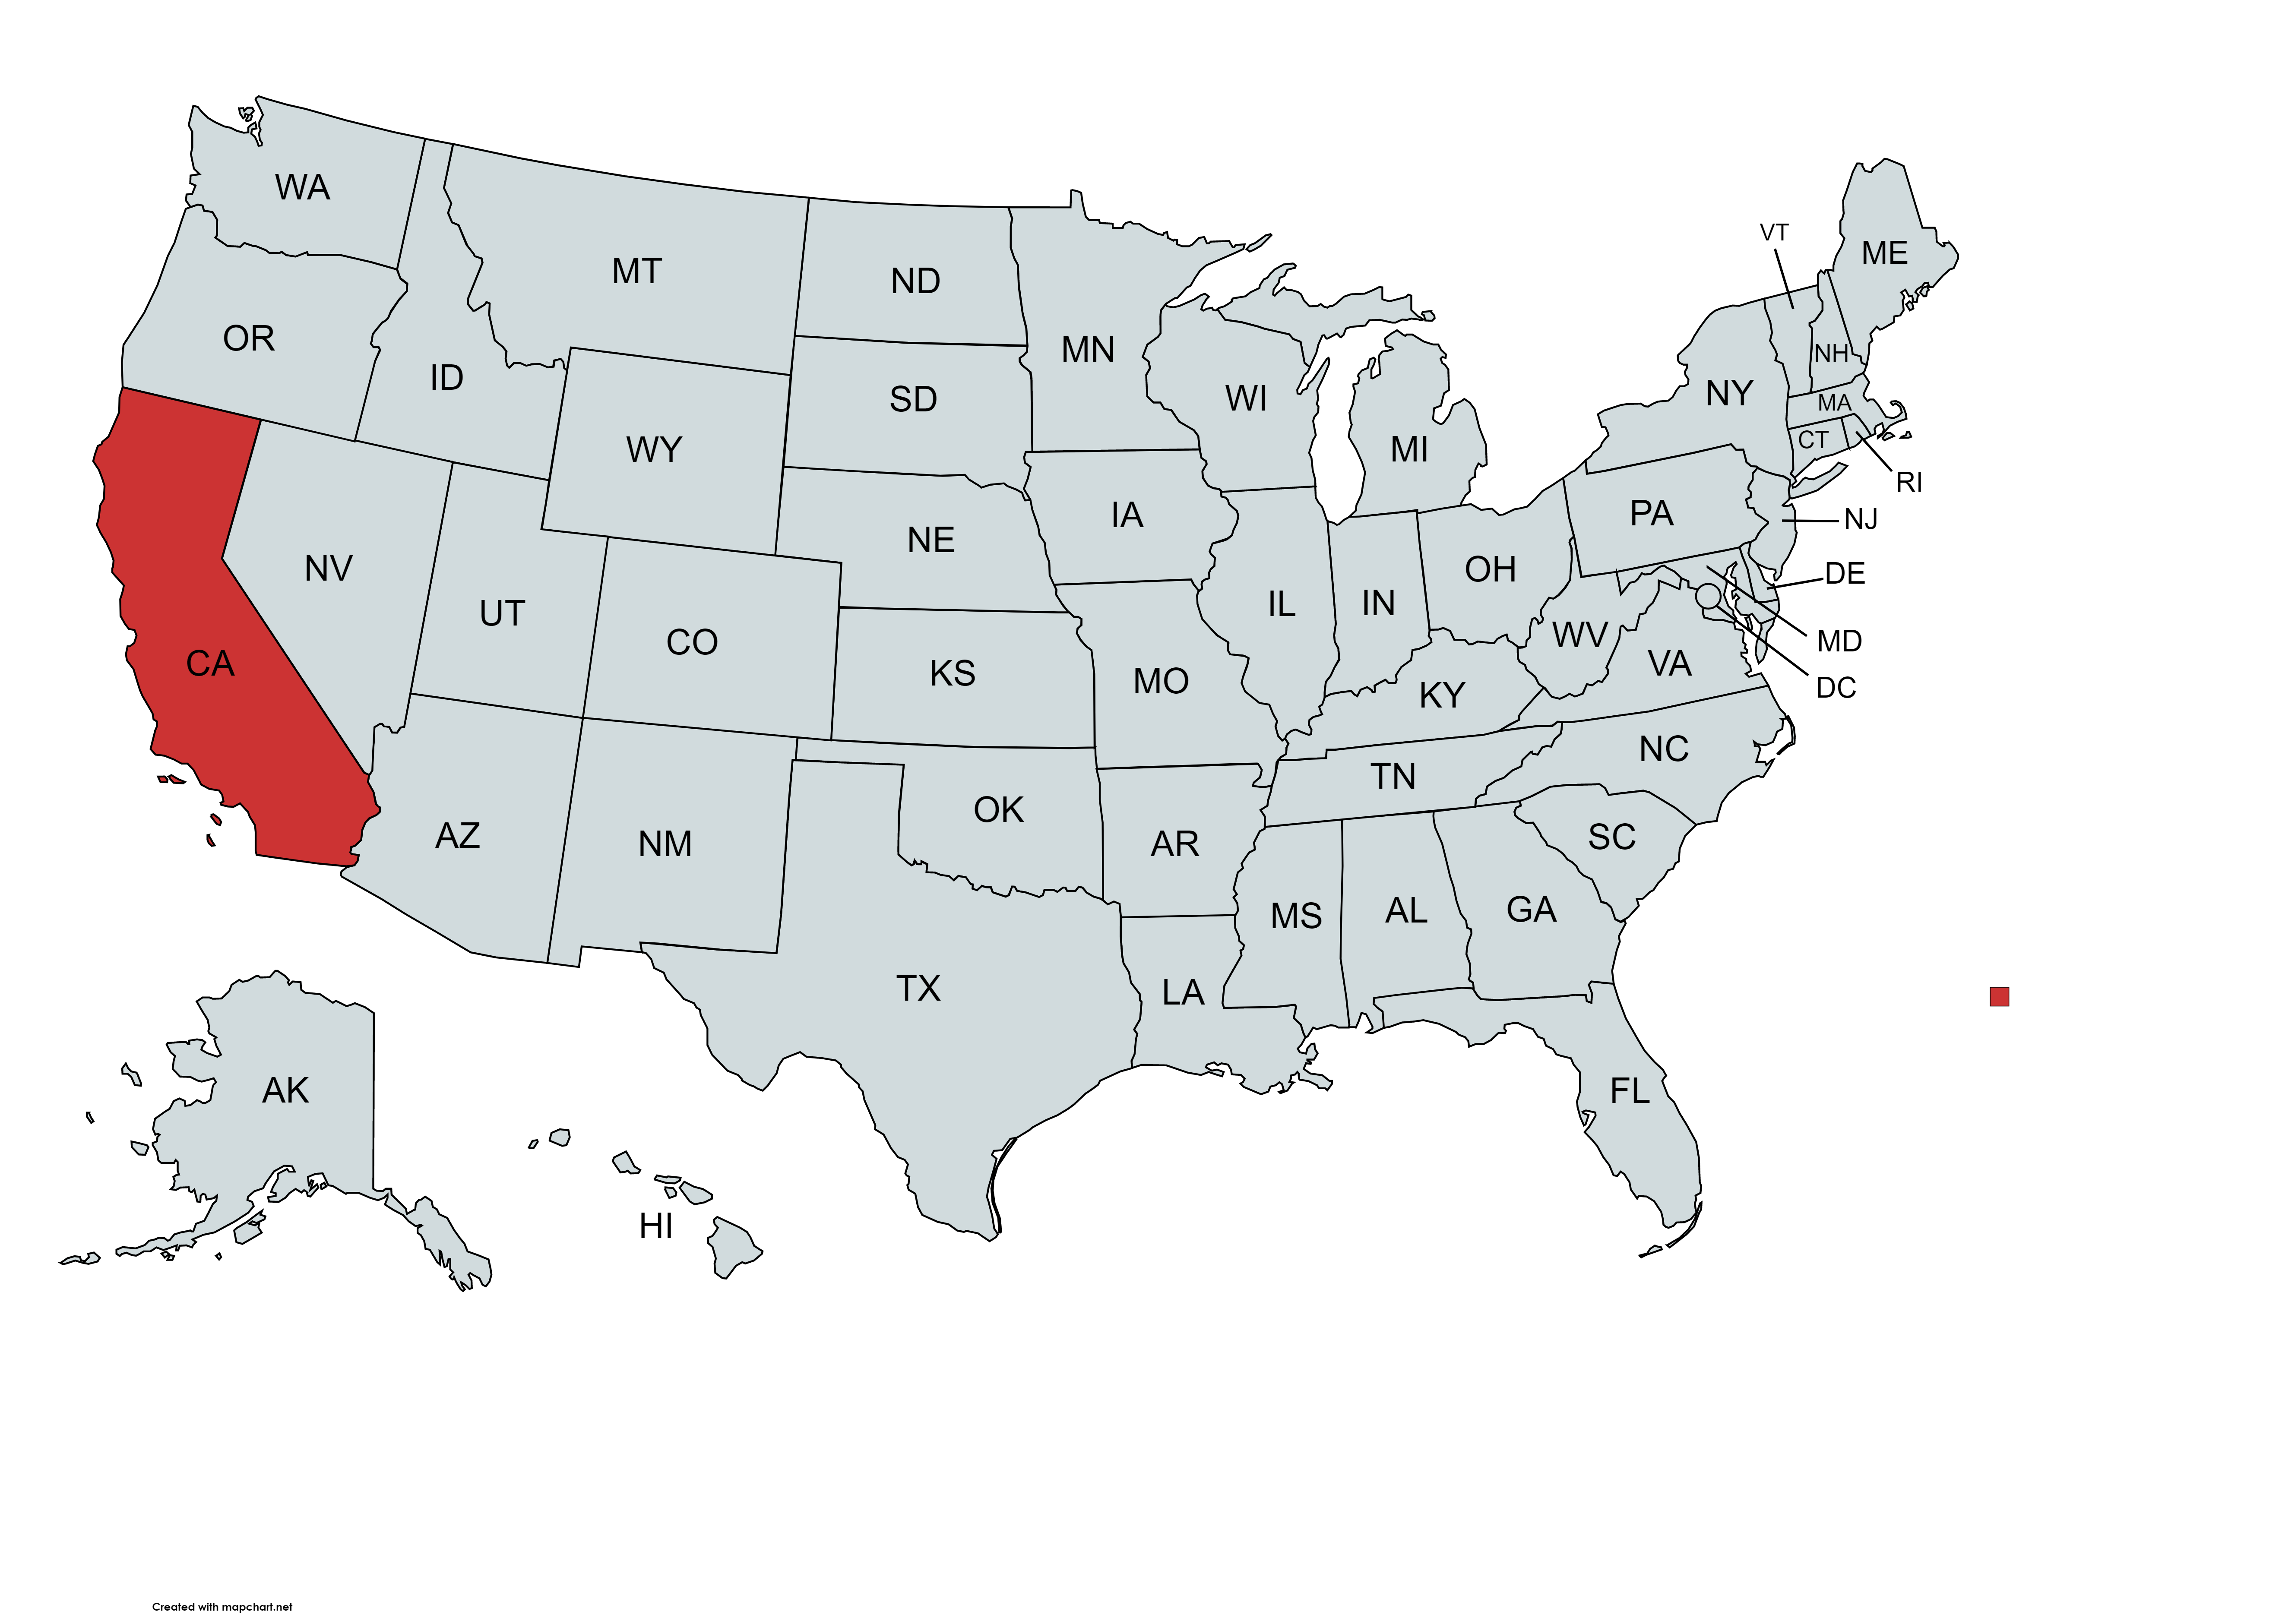 WA
MT
ND
MN
VT
ME
OR
ID
SD
WI
NH
NY
MA
WY
MI
CT
RI
NV
NE
IA
PA
NJ
UT
CO
KS
MO
IL
IN
OH
DE
WV
VA
MD
DC
KY
CA
AZ
NM
OK
AR
TN
NC
SC
TX
LA
MS
AL
GA
FL
AK
HI
Created with mapchart.net